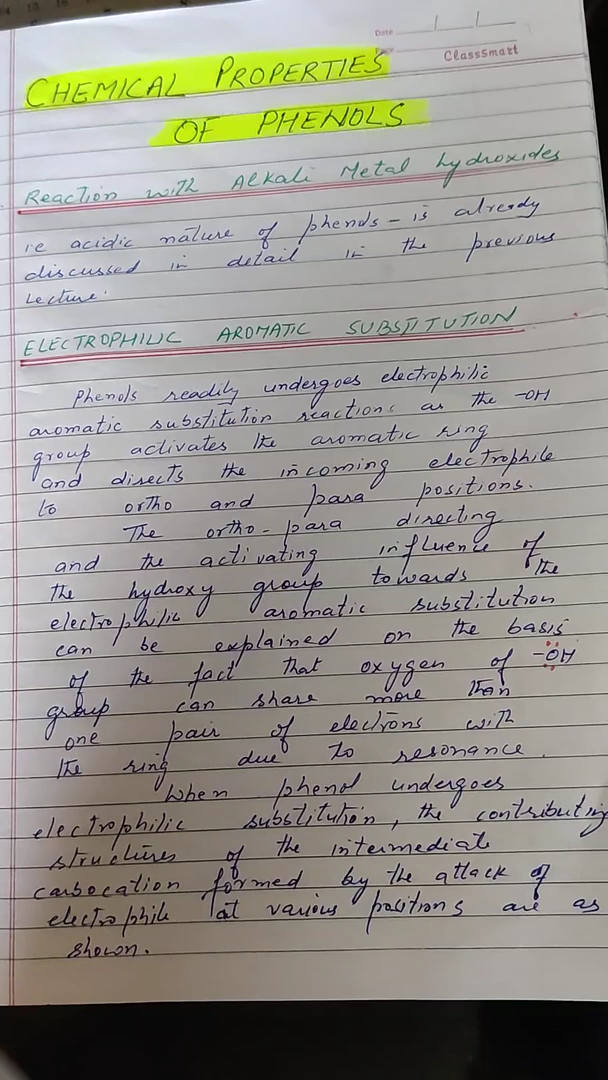 Date
Page
ClassSmart
CHEMICAL PROPERTIES
OF PHENOLS
Reaction with Alkali Metal hydroxides
i.e acidic nature of phenols - is already
discussed in detail in the previous
Lecture.
ELECTROPHILIC AROMATIC SUBSTITUTION
Phenols readily undergoes electrophilic
aromatic substitution reactions as the -OH
group activates the aromatic ring
and directs the incoming electrophile
to ortho and para positions.
The ortho-para directing
and the activating influence of
the hydroxy group towards the
electrophilic aromatic substitution
can be explained on the basis
of the fact that oxygen of -ÖH
group can share more than
one pair of electrons with
the ring due to resonance.
When phenol undergoes
electrophilic substitution, the contributing
structures of the intermediate
carbocation formed by the attack of
electrophile at various positions are as
shown.